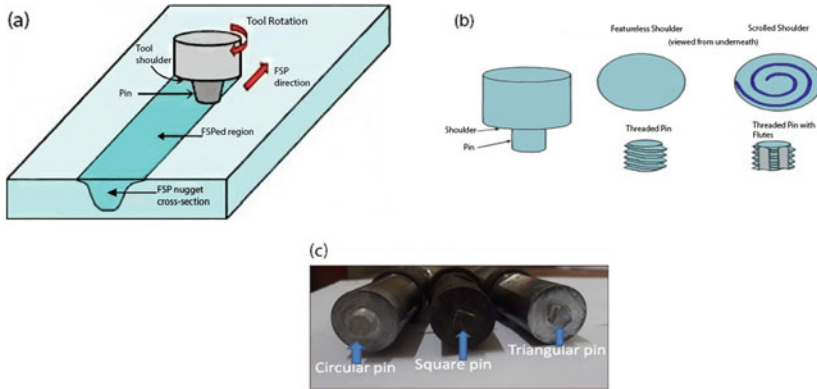 (a)
Tool Rotation
Tool
shoulder
FSP
direction
Pin
FSPed region
FSP nugget
cross-section
(b)
Featureless Shoulder
Scrolled Shoulder
(viewed from underneath)
Shoulder
Pin
Threaded Pin
Threaded Pin with
Flutes
(c)
Circular pin
Square pin
Triangular pin